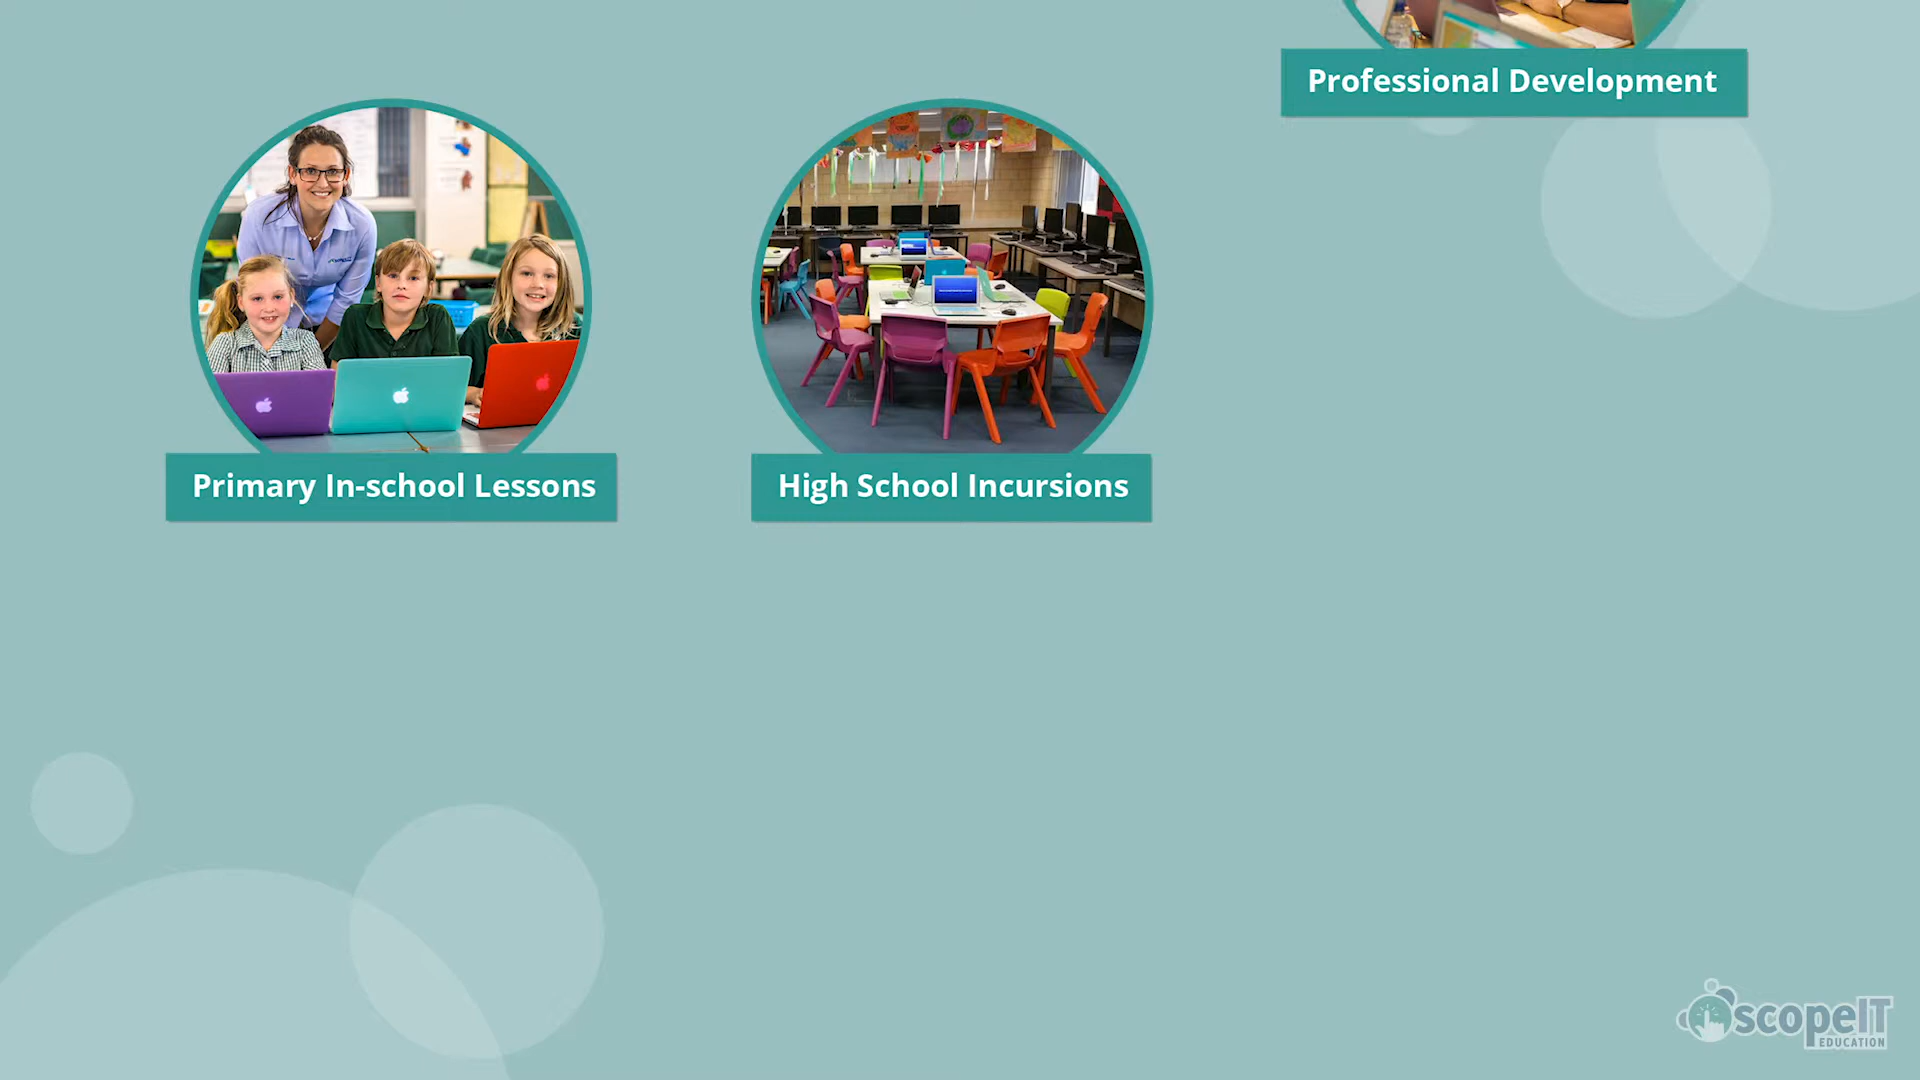 Professional Development
Primary In-school Lessons
High School Incursions
scopeIT
EDUCATION